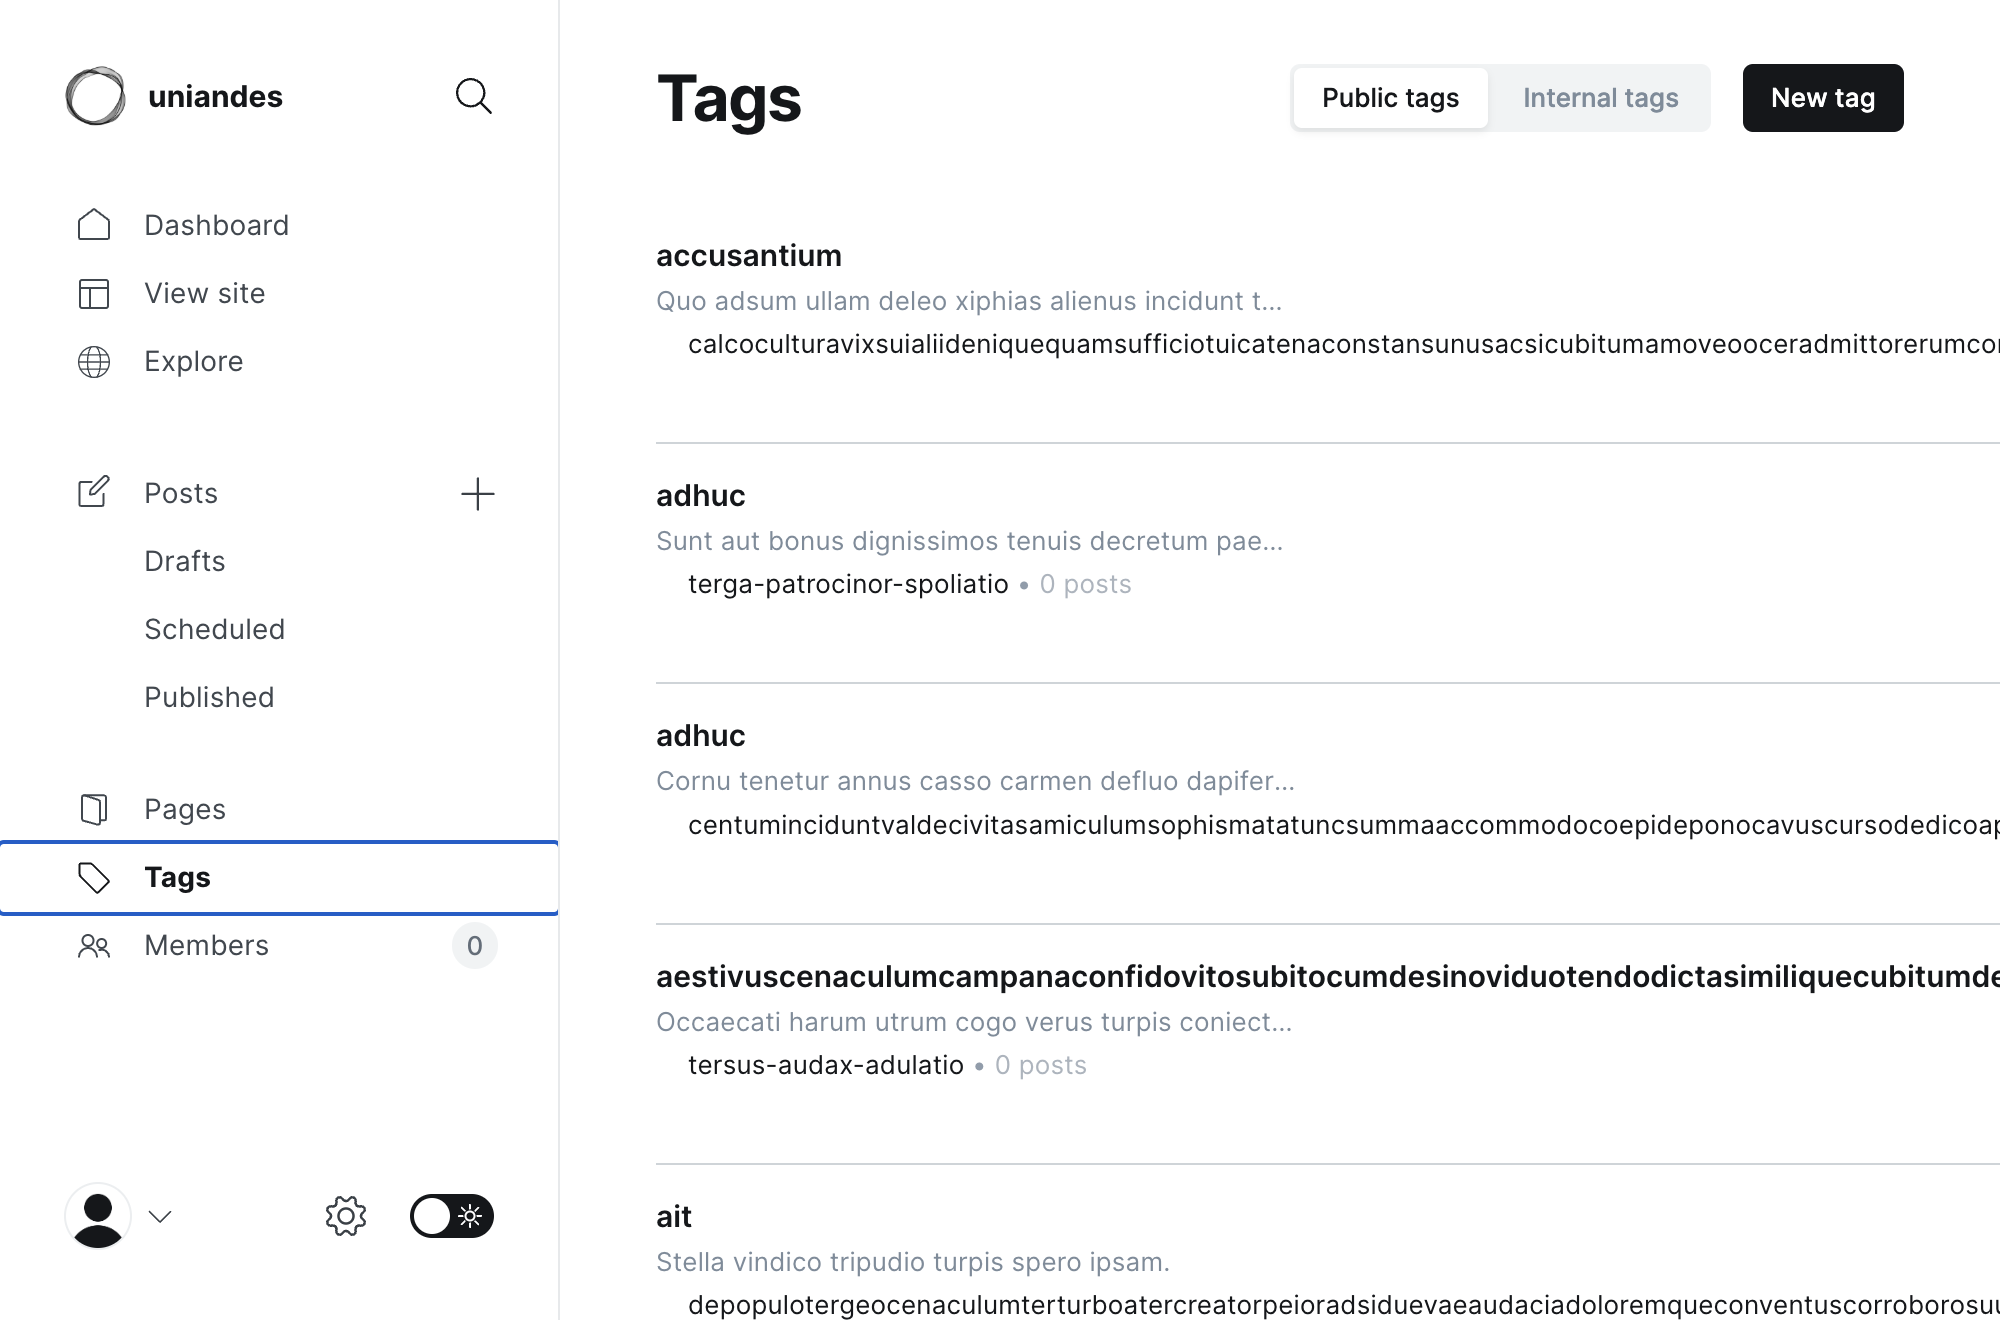 uniandes
Dashboard
View site
Explore
Posts
Drafts
Scheduled
Published
Pages
Tags
Members 0
Tags
Public tags Internal tags New tag
accusantium
Quo adsum ullam deleo xiphias alienus incidunt t...
calcoculturavixsuialiideniquequamsufficiotuicatenaconstansunusacsicubitumamoveooceradmittorerumcor
adhuc
Sunt aut bonus dignissimos tenuis decretum pae...
terga-patrocinor-spoliatio • 0 posts
adhuc
Cornu tenetur annus casso carmen defluo dapifer...
centuminciduntvaldecivitasamiculumsophismatatuncsummaaccommodocoepideponocavuscursodedicoap
aestivuscenaculumcampanaconfidovitosubitocumdesinoviduotendodictasimiliquecubitumde
Occaecati harum utrum cogo verus turpis coniect...
tersus-audax-adulatio • 0 posts
ait
Stella vindico tripudio turpis spero ipsam.
depopulotergeocenaculumterturboatercreatorpeioradsiduevaeaudaciadoloremqueconventuscorroborosuu